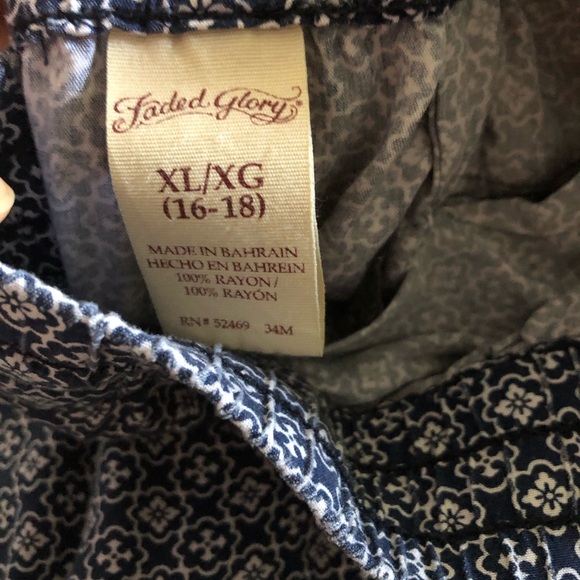 Faded Glory®
XL/XG
(16-18)
MADE IN BAHRAIN
HECHO EN BAHREIN
100% RAYON /
100% RAYÓN
RN# 52469 34M